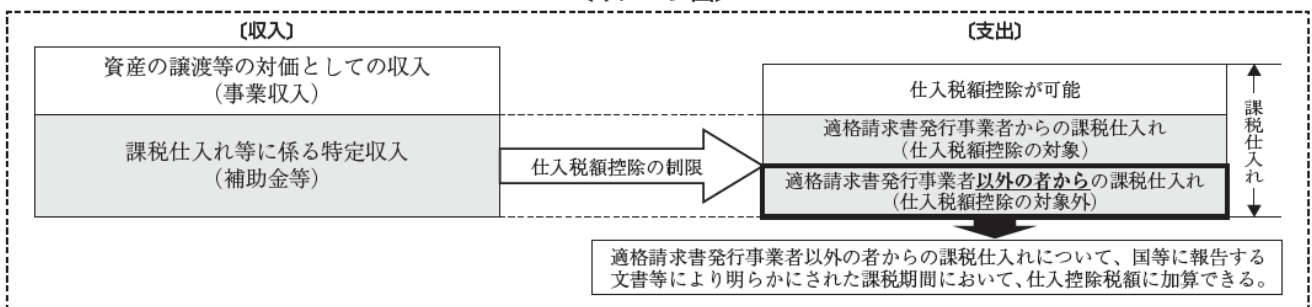 〔収入〕
資産の譲渡等の対価としての収入
（事業収入）
課税仕入れ等に係る特定収入
（補助金等）
仕入税額控除の制限
〔支出〕
仕入税額控除が可能
適格請求書発行事業者からの課税仕入れ
（仕入税額控除の対象）
適格請求書発行事業者以外の者からの課税仕入れ
（仕入税額控除の対象外）
課税仕入れ
適格請求書発行事業者以外の者からの課税仕入れについて、国等に報告する
文書等により明らかにされた課税期間において、仕入控除税額に加算できる。